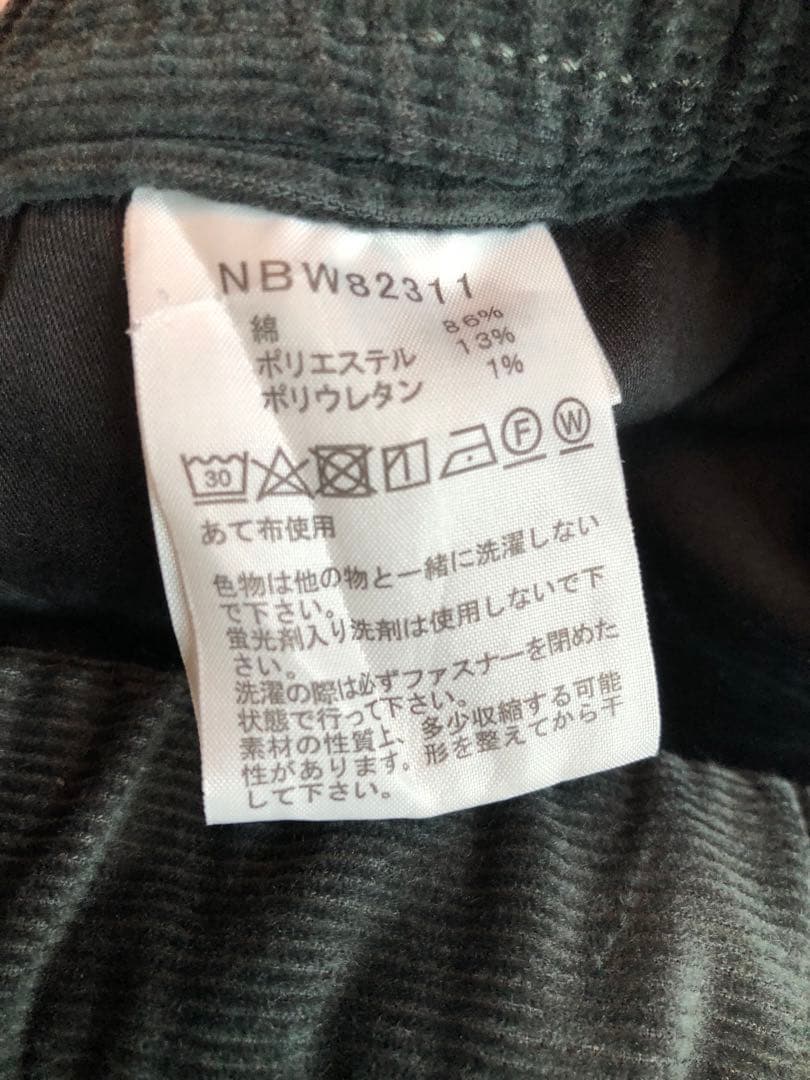 NBW82311
綿 86%
ポリエステル 13%
ポリウレタン 1%
30 F W
あて布使用
色物は他の物と一緒に洗濯しない
で下さい。
蛍光剤入り洗剤は使用しないで下
さい。
洗濯の際は必ずファスナーを閉めた
状態で行って下さい。
素材の性質上、多少収縮する可能
性があります。形を整えてから干
して下さい。